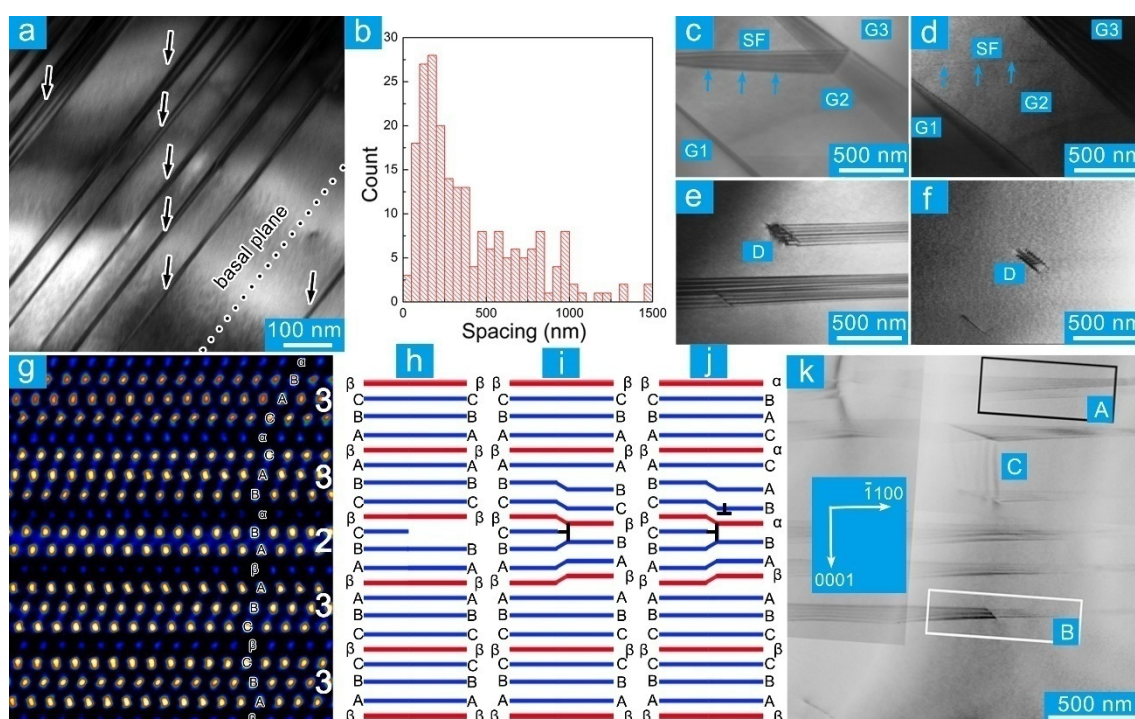 a
basal plane
100 nm
b
30
25
20
15
10
5
0
Count
0 500 1000 1500
Spacing (nm)
c
SF
G3
G2
G1
500 nm
d
G3
SF
G2
G1
500 nm
e
D
500 nm
f
D
500 nm
g
α
B
A 3
C
α
C
A 3
B
α
B
A 2
β
A
B 3
C
β
C
B 3
A
β
h i j
β β β β β α
C C C C C B
B B B B B A
A A A A A C
β β β β β α
A A A A A C
B B B B B A
C C C C C B
β β β β β α
C C C
B B B B B B
A A A A A A
β β β β β β
A A A A A A
B B B B B B
C C C C C C
β β β β β β
C C C C C C
B B B B B B
A A A A A A
β β β β β β
k
A
C
1̄100
0001
B
500 nm